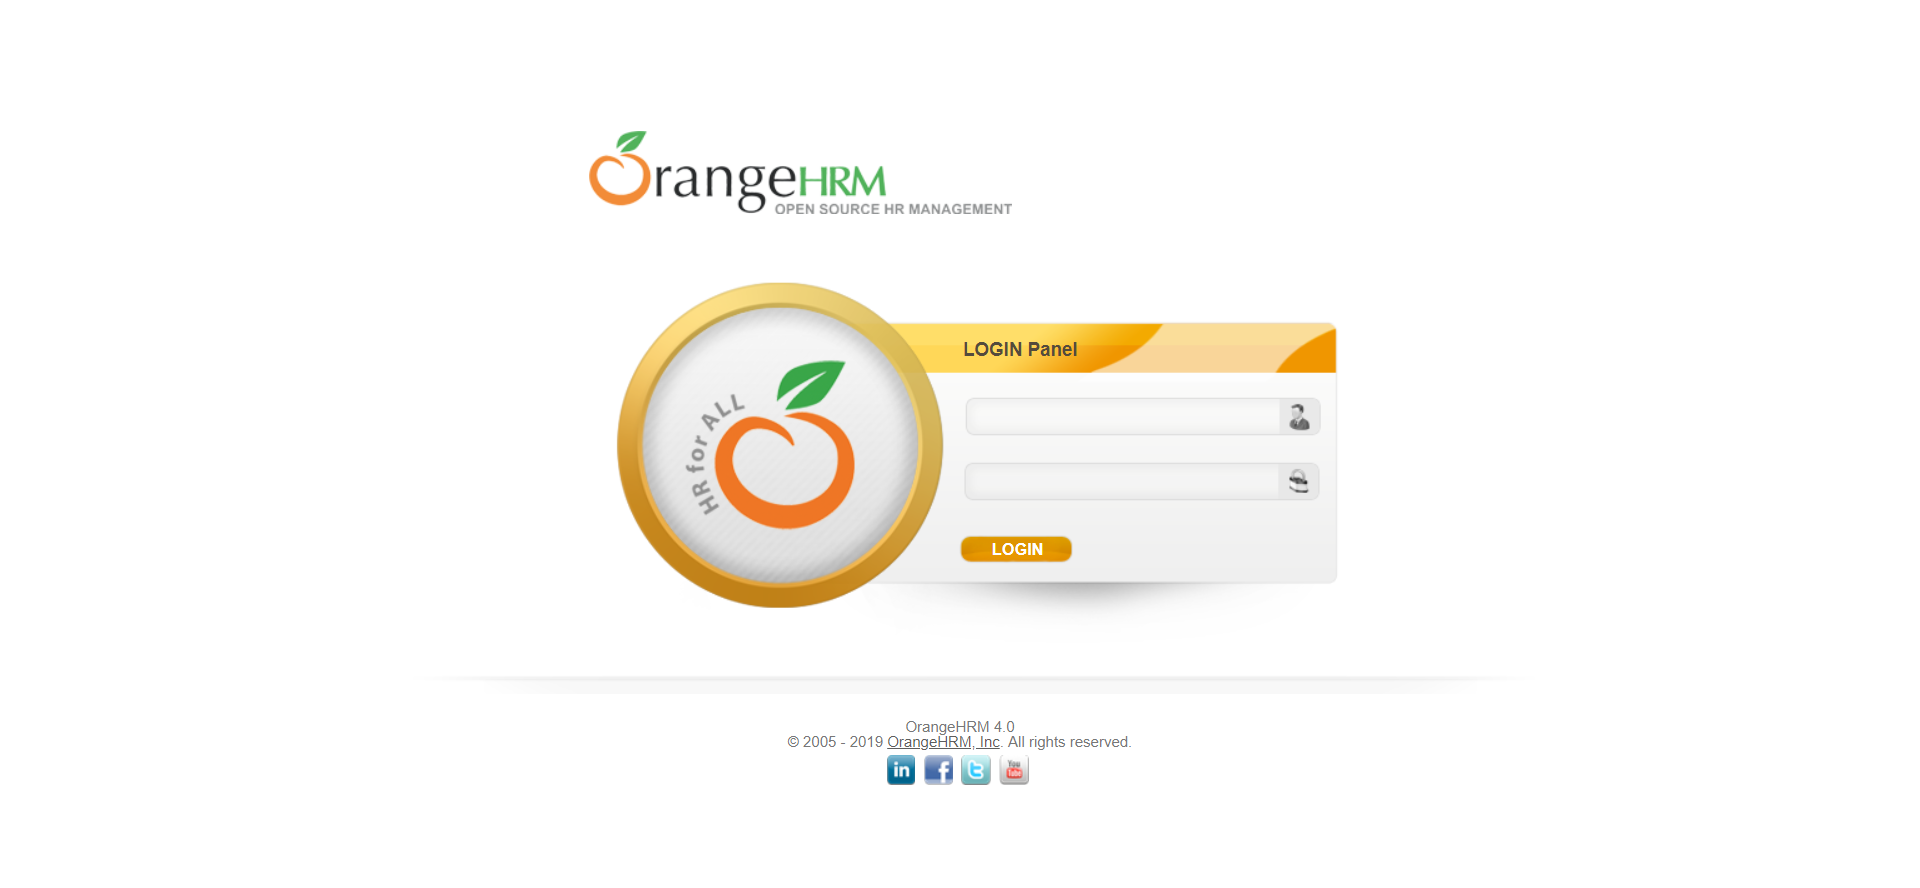 OrangeHRM
OPEN SOURCE HR MANAGEMENT
HR for ALL
LOGIN Panel
LOGIN
OrangeHRM 4.0
© 2005 - 2019 OrangeHRM, Inc. All rights reserved.
in f t You Tube